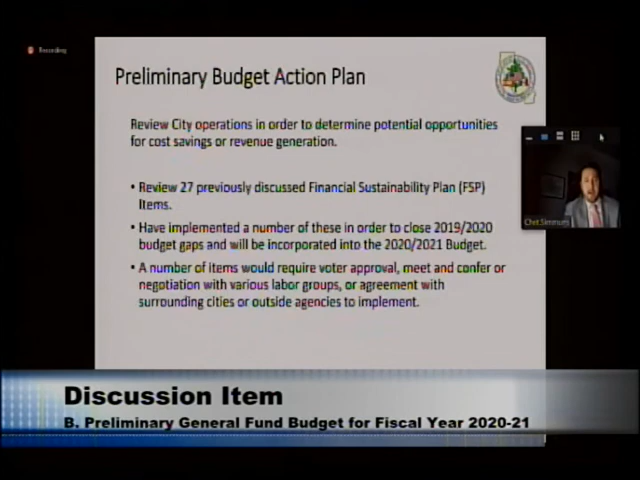 Recording
Preliminary Budget Action Plan
Review City operations in order to determine potential opportunities
for cost savings or revenue generation.
• Review 27 previously discussed Financial Sustainability Plan (FSP)
Items.
• Have implemented a number of these in order to close 2019/2020
budget gaps and will be incorporated into the 2020/2021 Budget.
• A number of items would require voter approval, meet and confer or
negotiation with various labor groups, or agreement with
surrounding cities or outside agencies to implement.
Chet Simmons
Discussion Item
B. Preliminary General Fund Budget for Fiscal Year 2020-21